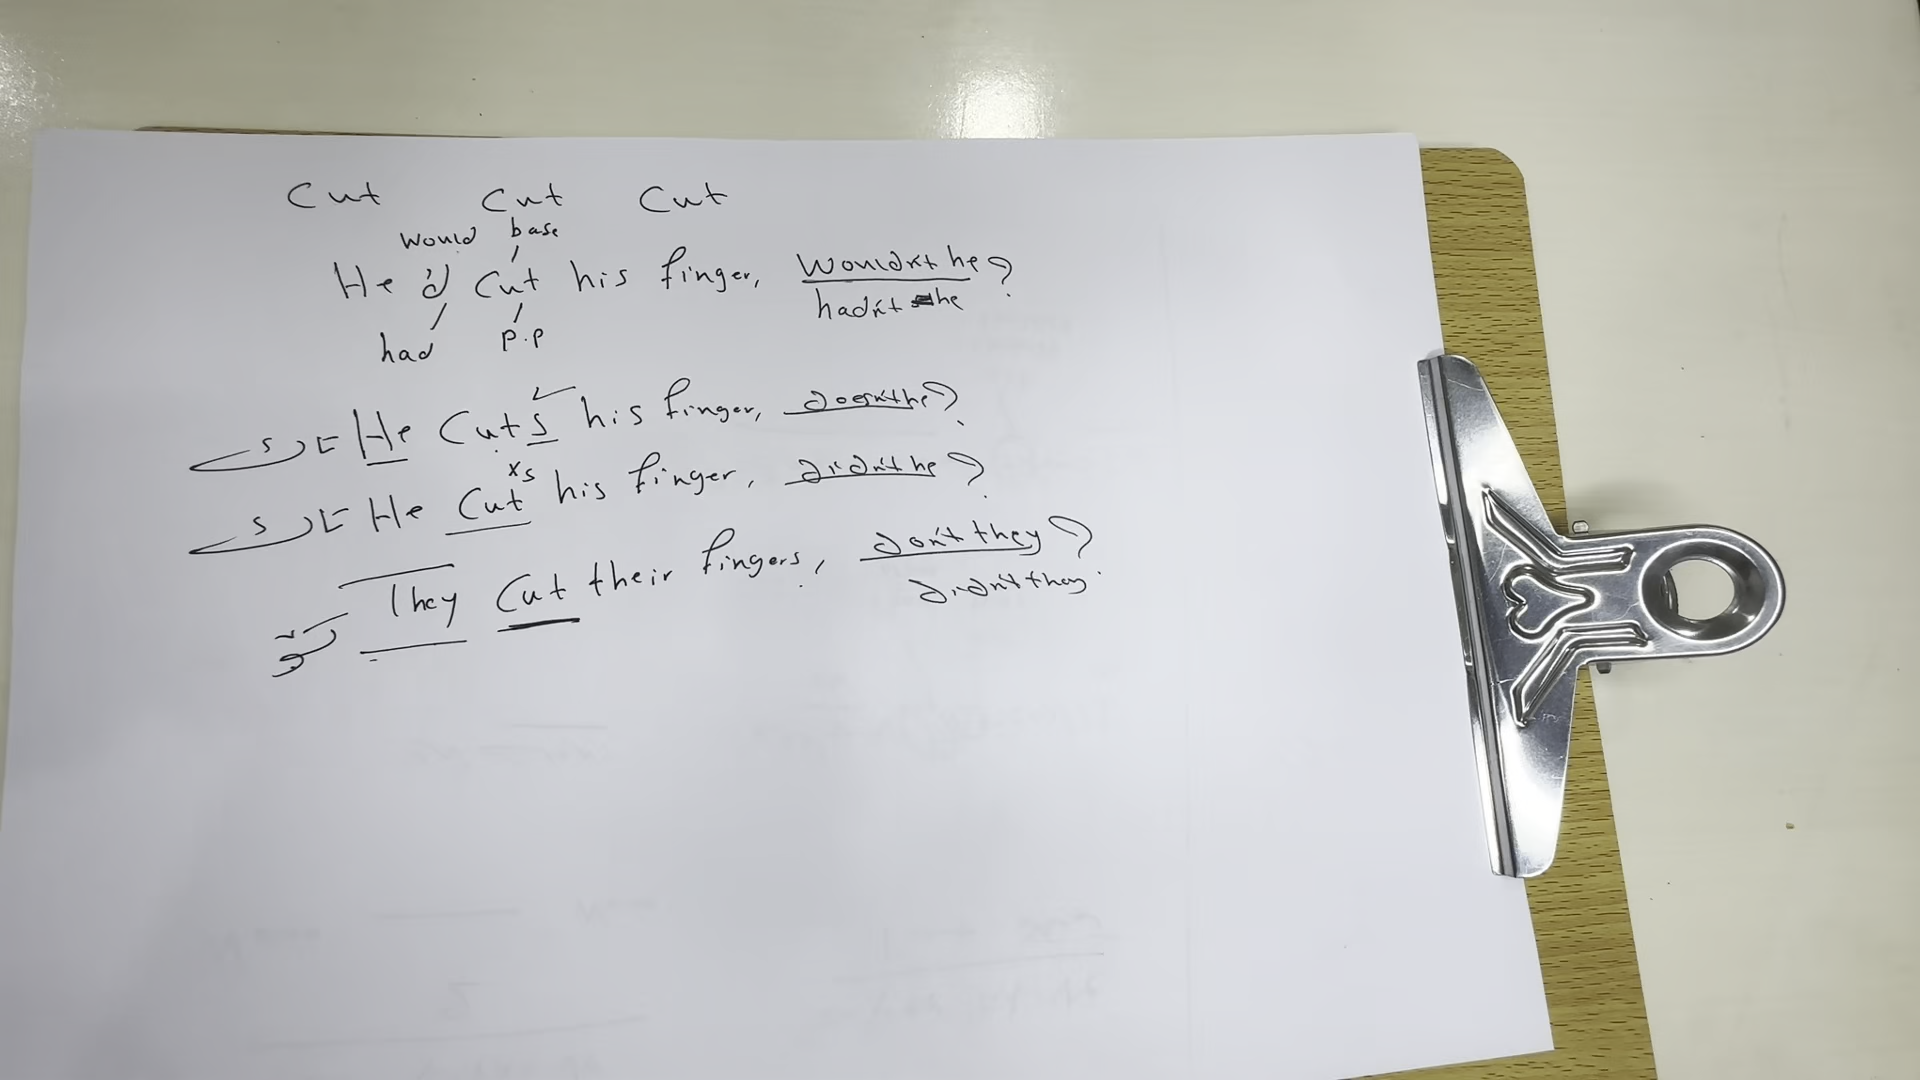 Cut Cut Cut
would base
He'd Cut his finger, Wouldn't he?
hadn't he
had p.p
He Cuts his finger, doesn't he?
xs
He Cut his finger, didn't he?
They Cut their fingers, don't they?
didn't they.